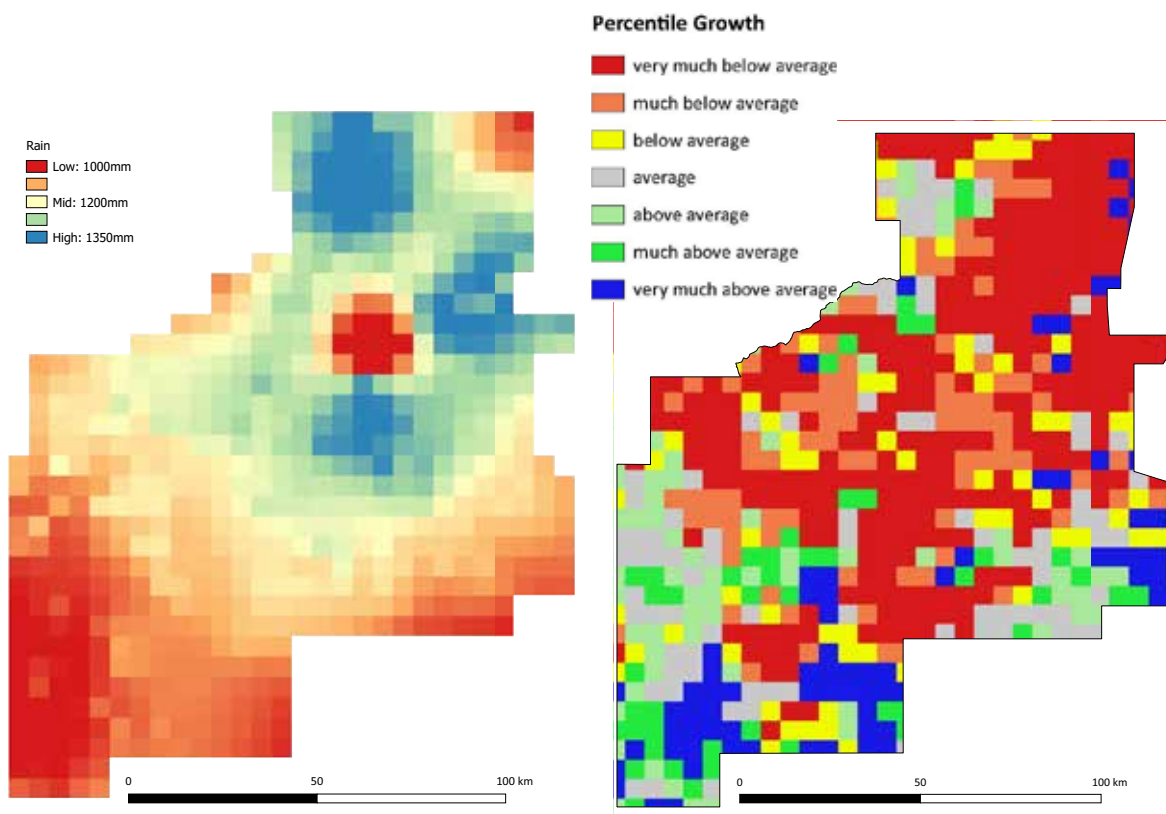 Rain
Low: 1000mm
Mid: 1200mm
High: 1350mm
0 50 100 km
Percentile Growth
very much below average
much below average
below average
average
above average
much above average
very much above average
0 50 100 km